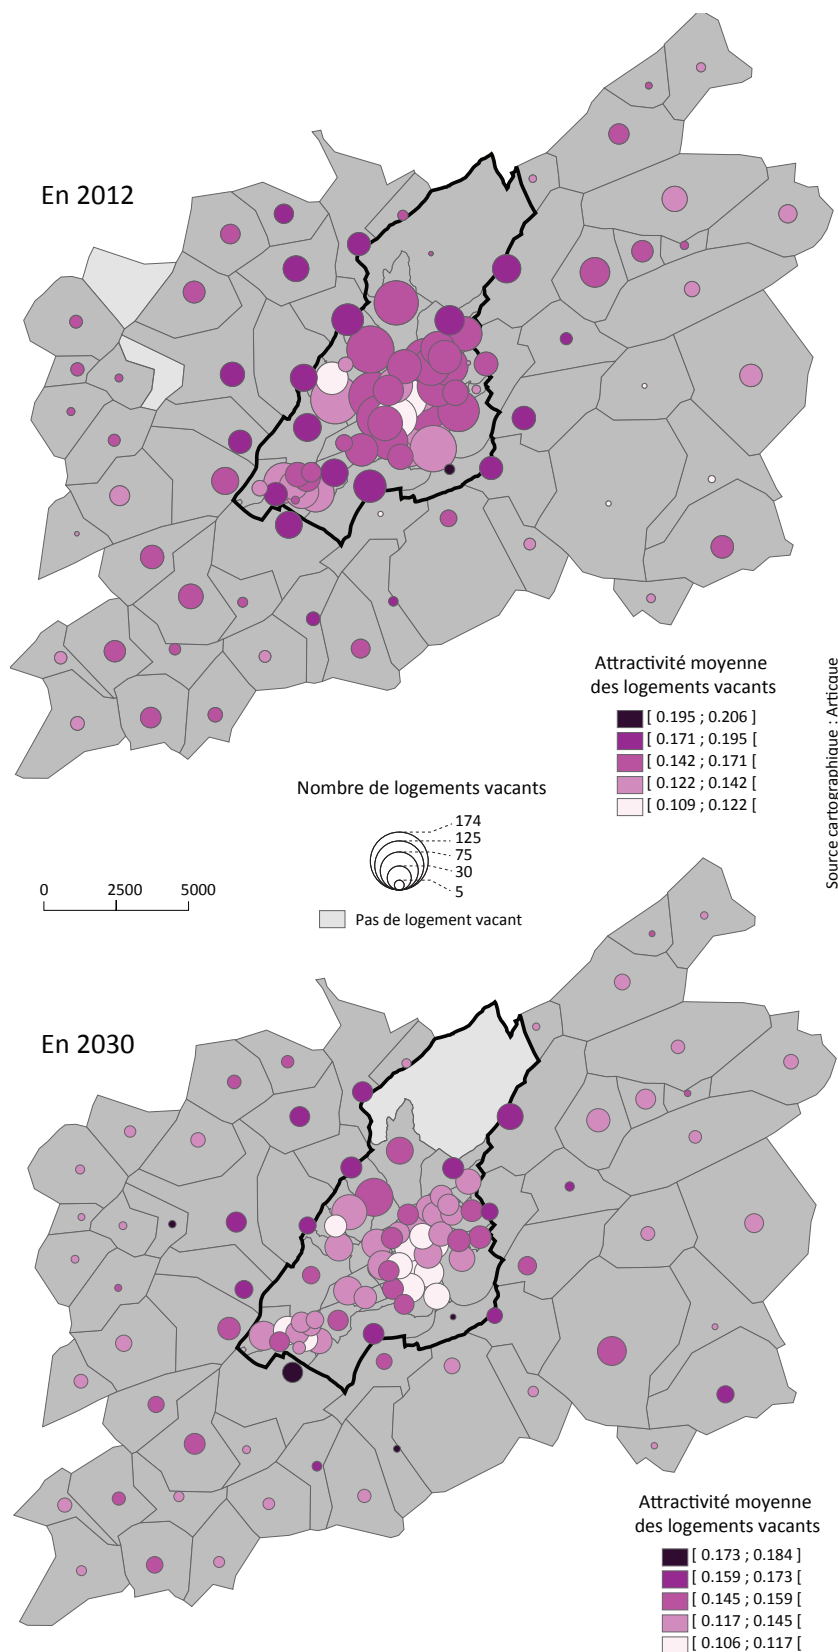 En 2012
Attractivité moyenne
des logements vacants
[ 0.195 ; 0.206 ]
[ 0.171 ; 0.195 [
[ 0.142 ; 0.171 [
[ 0.122 ; 0.142 [
[ 0.109 ; 0.122 [
Source cartographique : Articque
Nombre de logements vacants
174
125
75
30
5
0 2500 5000
Pas de logement vacant
En 2030
Attractivité moyenne
des logements vacants
[ 0.173 ; 0.184 ]
[ 0.159 ; 0.173 [
[ 0.145 ; 0.159 [
[ 0.117 ; 0.145 [
[ 0.106 ; 0.117 [